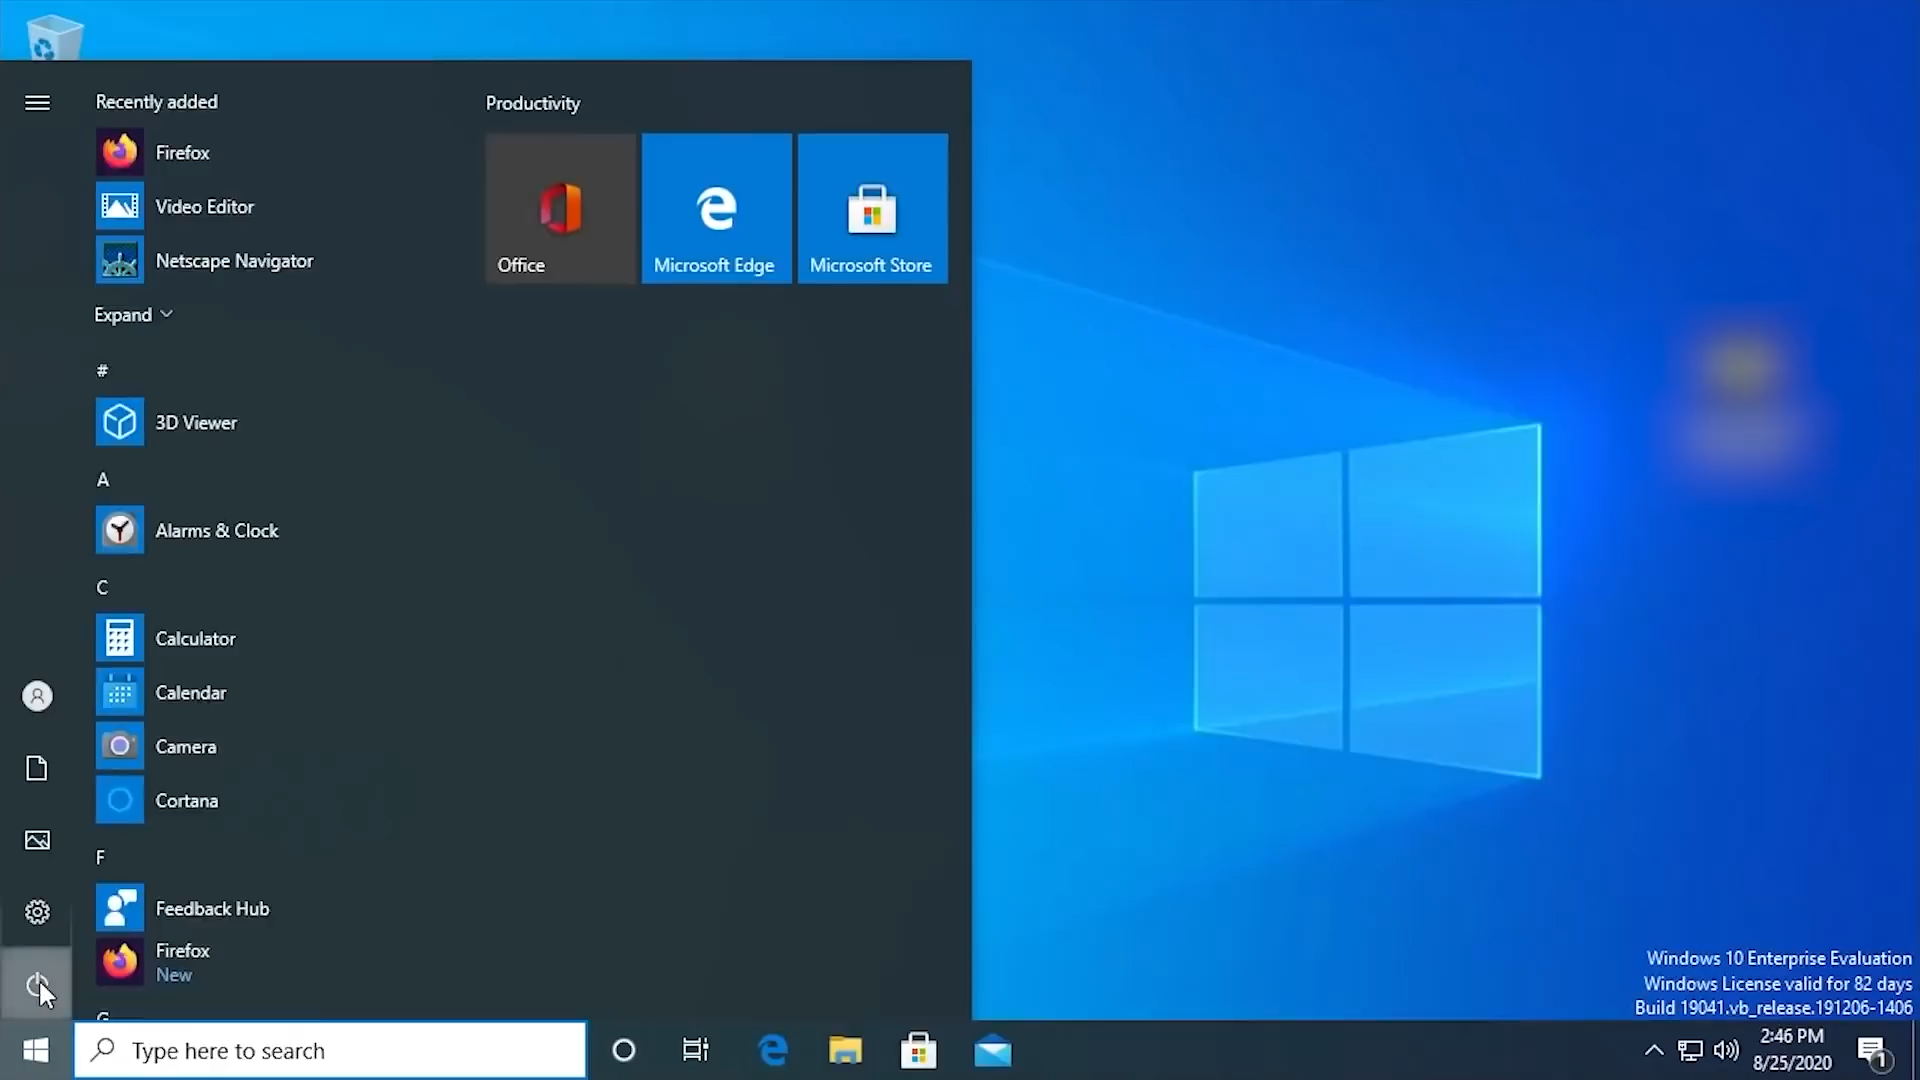 Recently added
Firefox
Video Editor
Netscape Navigator
Expand
#
3D Viewer
A
Alarms & Clock
C
Calculator
Calendar
Camera
Cortana
F
Feedback Hub
Firefox
New
G
Productivity
Office
Microsoft Edge
Microsoft Store
Windows 10 Enterprise Evaluation
Windows License valid for 82 days
Build 19041.vb_release.191206-1406
Type here to search
2:46 PM
8/25/2020
1